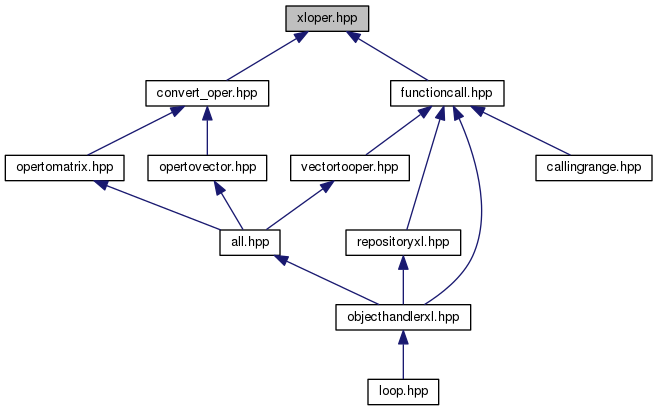 xloper.hpp
convert_oper.hpp
functioncall.hpp
opertomatrix.hpp
opertovector.hpp
vectortooper.hpp
callingrange.hpp
all.hpp
repositoryxl.hpp
objecthandlerxl.hpp
loop.hpp